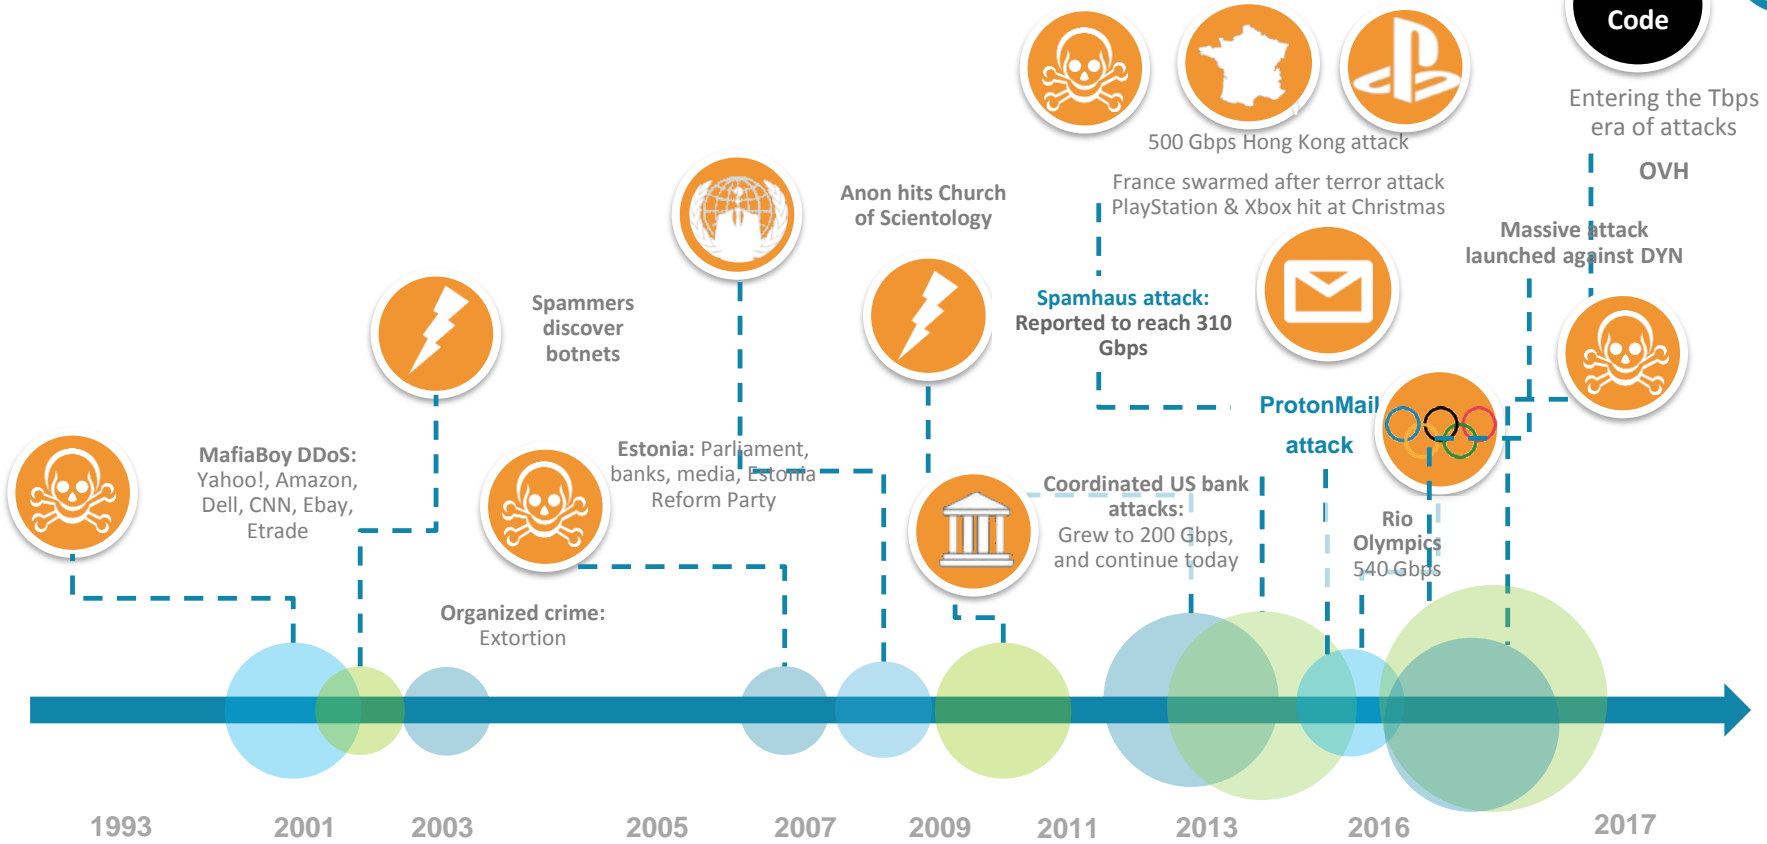 Code
Entering the Tbps
era of attacks
OVH
500 Gbps Hong Kong attack
France swarmed after terror attack
PlayStation & Xbox hit at Christmas
Massive attack
launched against DYN
Anon hits Church
of Scientology
Spamhaus attack:
Reported to reach 310
Gbps
Spammers
discover
botnets
ProtonMail
attack
MafiaBoy DDoS:
Yahoo!, Amazon,
Dell, CNN, Ebay,
Etrade
Estonia: Parliament,
banks, media, Estonia
Reform Party
Coordinated US bank
attacks:
Grew to 200 Gbps,
and continue today
Rio
Olympics
540 Gbps
Organized crime:
Extortion
1993
2001
2003
2005
2007
2009
2011
2013
2016
2017